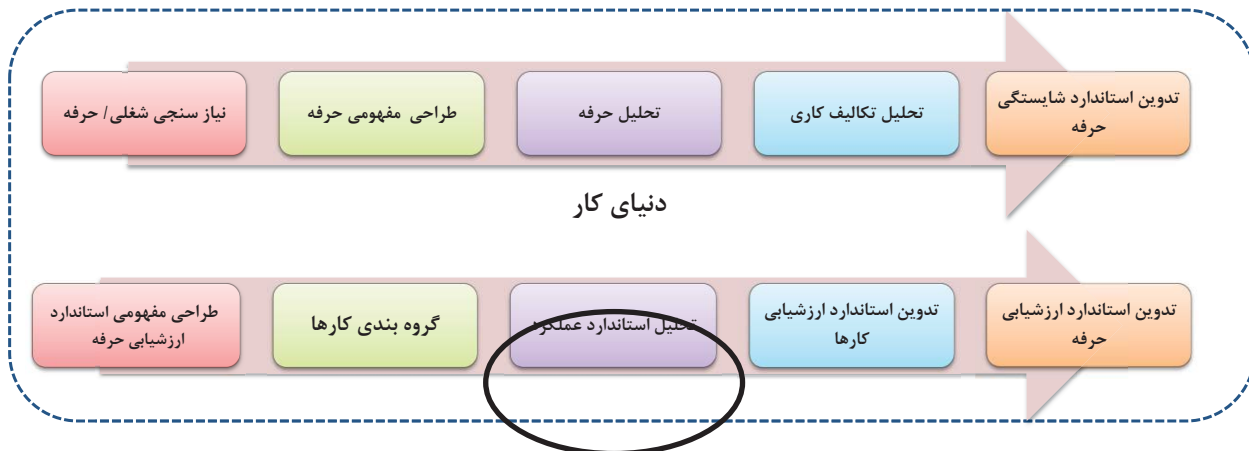 نیاز سنجی شغلی/ حرفه
طراحی مفهومی حرفه
تحلیل حرفه
تحلیل تکالیف کاری
تدوین استاندارد شایستگی
حرفه
دنیای کار
طراحی مفهومی استاندارد
ارزشیابی حرفه
گروه بندی کارها
تحلیل استاندارد عملکرد
تدوین استاندارد ارزشیابی
کارها
تدوین استاندارد ارزشیابی
حرفه